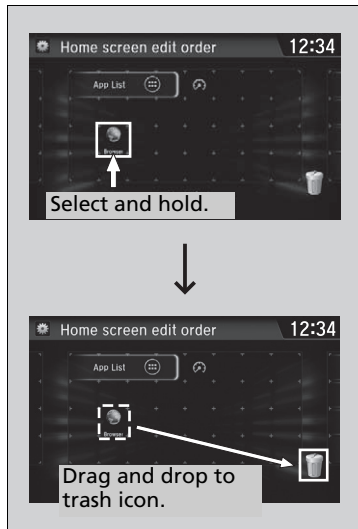 Home screen edit order 12:34
App List
Browser
Select and hold.
Home screen edit order 12:34
App List
Browser
Drag and drop to
trash icon.